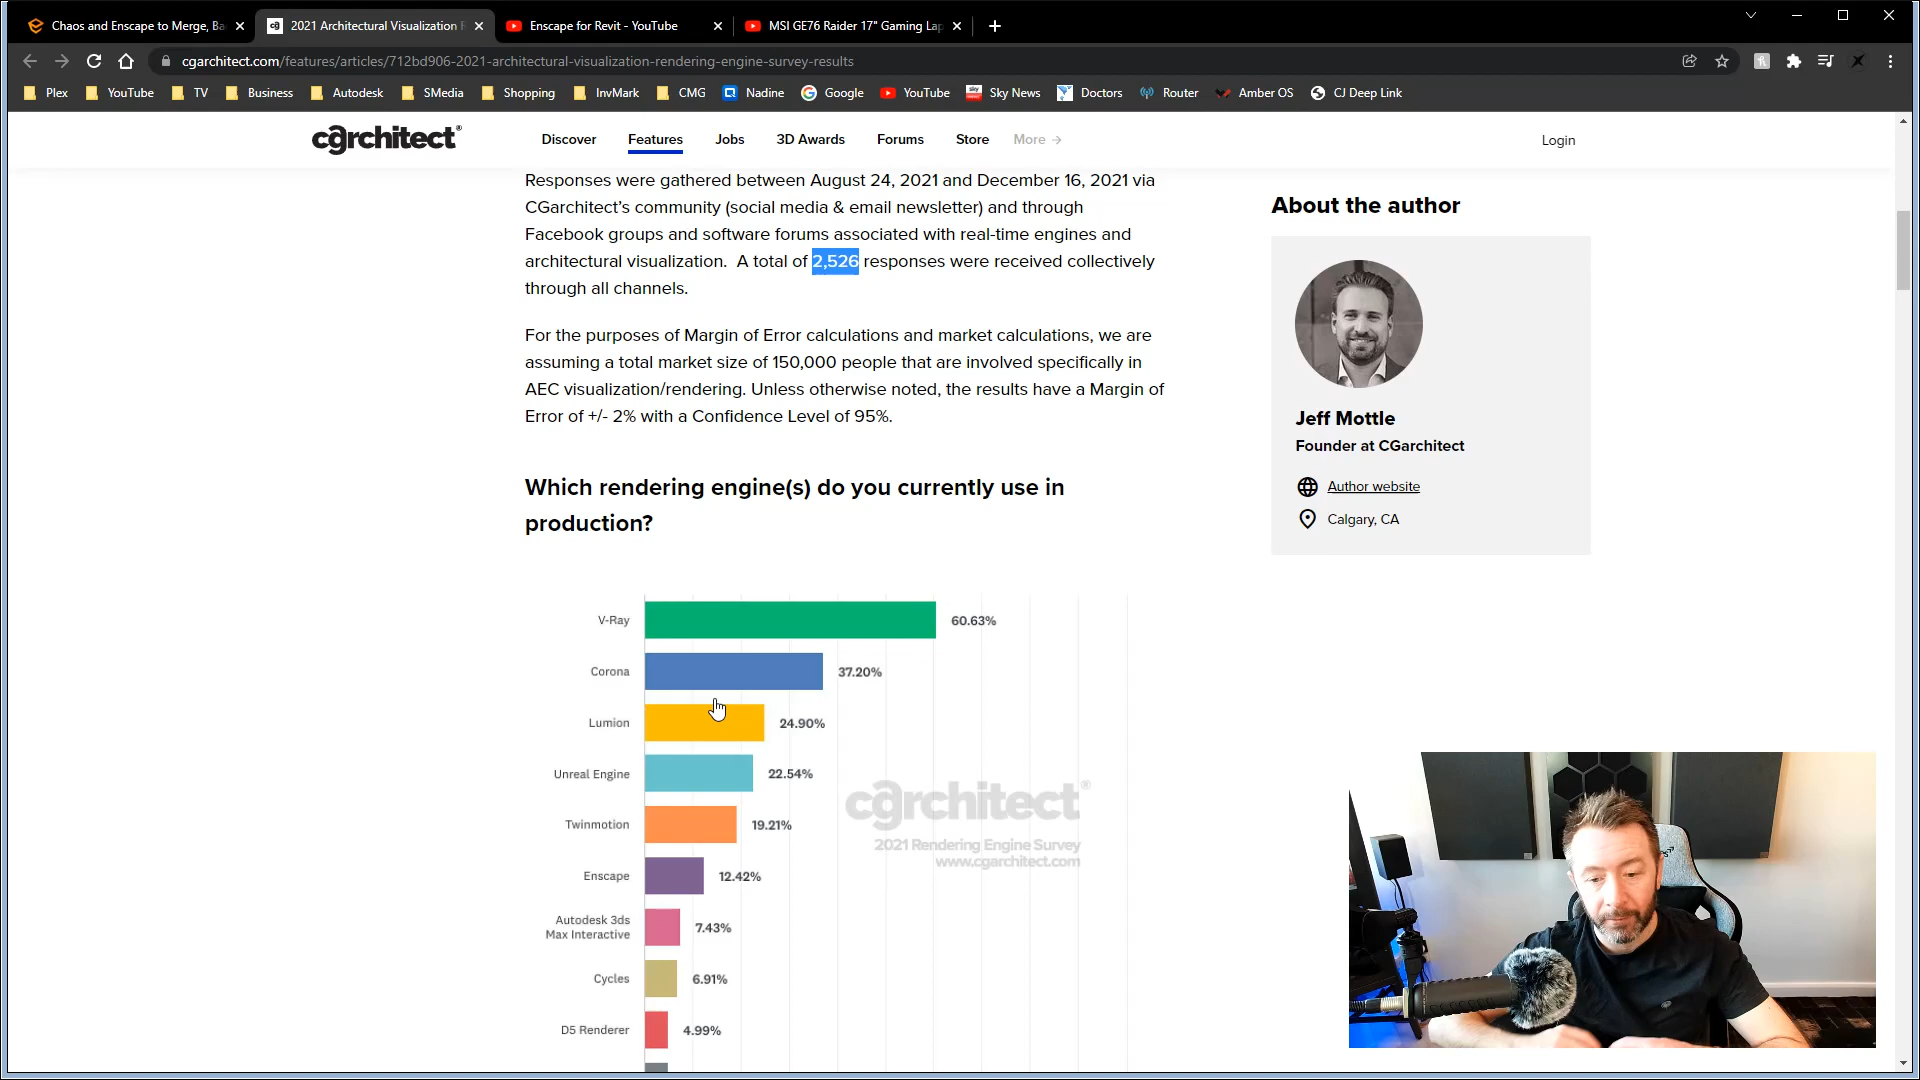 Chaos and Enscape to Merge, Ba
2021 Architectural Visualization R
Enscape for Revit - YouTube
MSI GE76 Raider 17" Gaming Lap
cgarchitect.com/features/articles/712bd906-2021-architectural-visualization-rendering-engine-survey-results
Plex
YouTube
TV
Business
Autodesk
SMedia
Shopping
InvMark
CMG
Nadine
Google
YouTube
Sky News
Doctors
Router
Amber OS
CJ Deep Link
cgarchitect®
Discover
Features
Jobs
3D Awards
Forums
Store
More →
Login
Responses were gathered between August 24, 2021 and December 16, 2021 via
CGarchitect's community (social media & email newsletter) and through
Facebook groups and software forums associated with real-time engines and
architectural visualization. A total of 2,526 responses were received collectively
through all channels.
For the purposes of Margin of Error calculations and market calculations, we are
assuming a total market size of 150,000 people that are involved specifically in
AEC visualization/rendering. Unless otherwise noted, the results have a Margin of
Error of +/- 2% with a Confidence Level of 95%.
Which rendering engine(s) do you currently use in
production?
V-Ray 60.63%
Corona 37.20%
Lumion 24.90%
Unreal Engine 22.54%
Twinmotion 19.21%
Enscape 12.42%
Autodesk 3ds
Max Interactive 7.43%
Cycles 6.91%
D5 Renderer 4.99%
cgarchitect®
2021 Rendering Engine Survey
www.cgarchitect.com
About the author
Jeff Mottle
Founder at CGarchitect
Author website
Calgary, CA